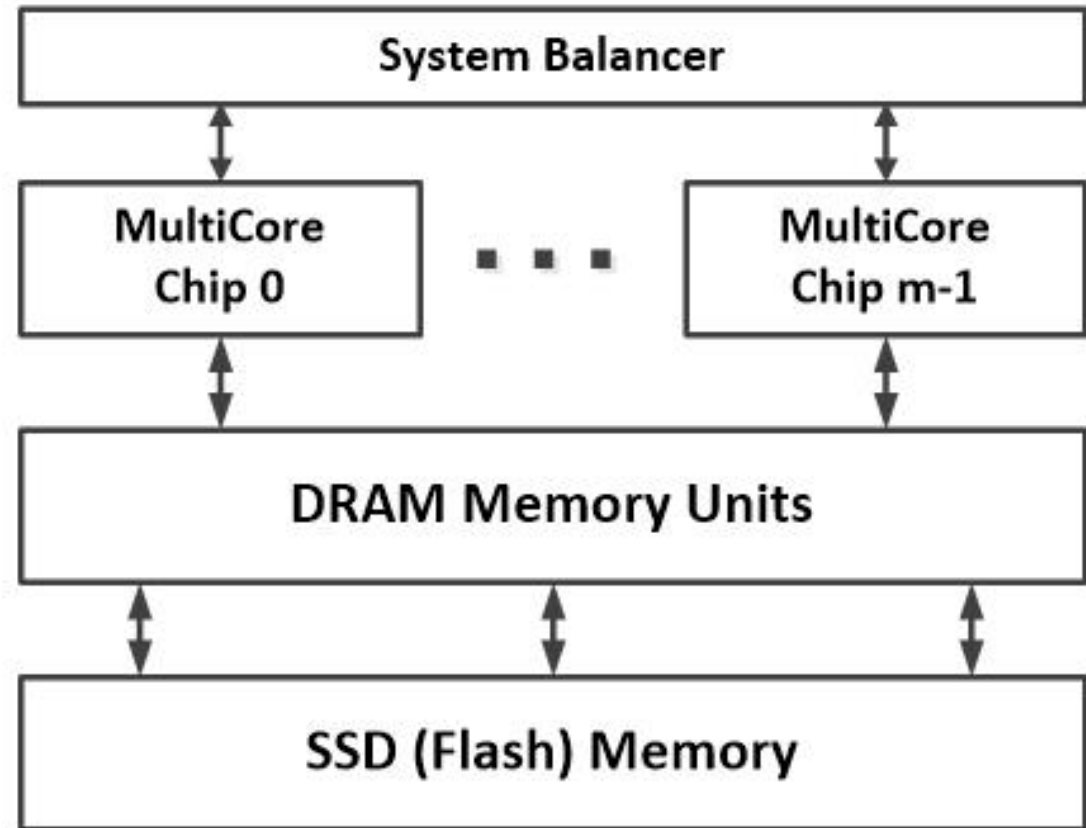 System Balancer
MultiCore
Chip 0
MultiCore
Chip m-1
DRAM Memory Units
SSD (Flash) Memory